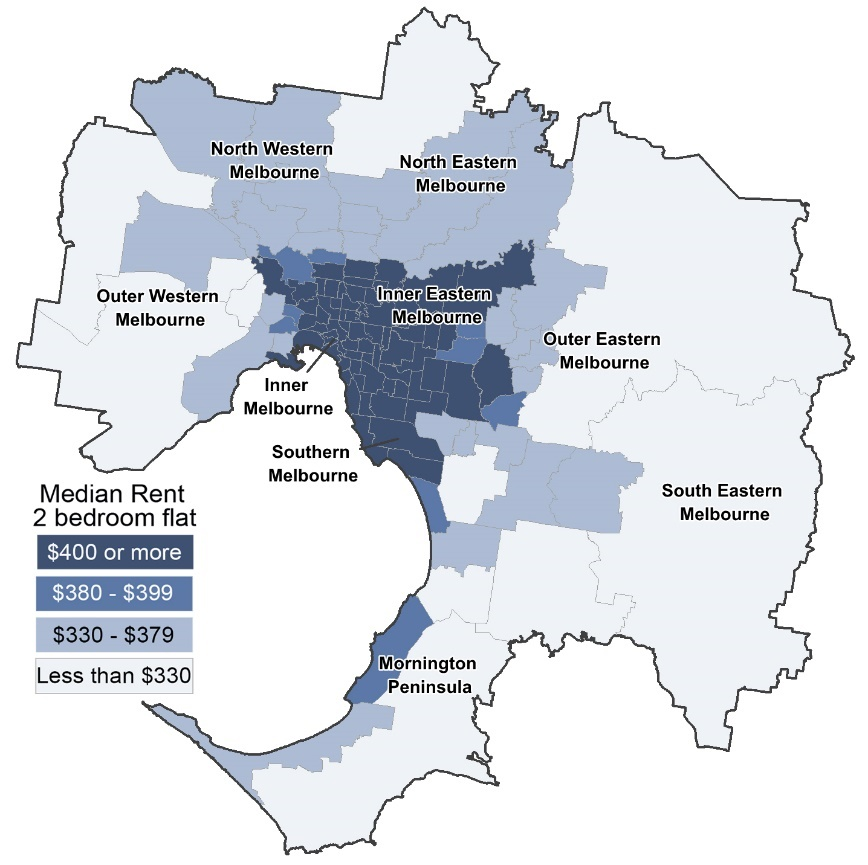 North Western
Melbourne
North Eastern
Melbourne
Outer Western
Melbourne
Inner Eastern
Melbourne
Outer Eastern
Melbourne
Inner
Melbourne
Southern
Melbourne
South Eastern
Melbourne
Median Rent
2 bedroom flat
$400 or more
$380 - $399
$330 - $379
Less than $330
Mornington
Peninsula